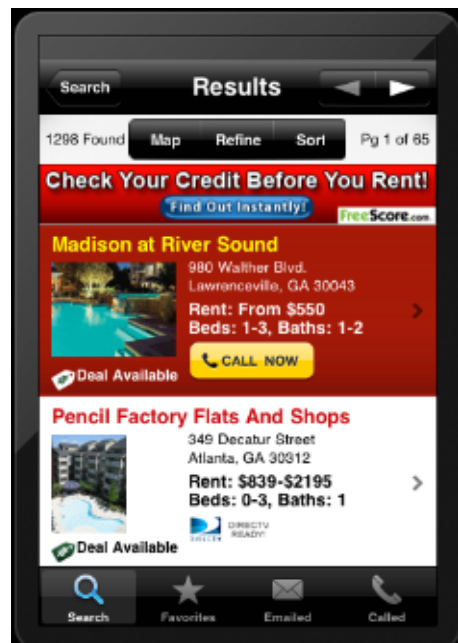 Search
Results
1298 Found
Map
Refine
Sort
Pg 1 of 65
Check Your Credit Before You Rent!
Find Out Instantly!
FreeScore.com
Madison at River Sound
980 Walther Blvd.
Lawrenceville, GA 30043
Rent: From $550
Beds: 1-3, Baths: 1-2
CALL NOW
Deal Available
Pencil Factory Flats And Shops
349 Decatur Street
Atlanta, GA 30312
Rent: $839-$2195
Beds: 0-3, Baths: 1
DIRECTV
DIRECTV
READY!
Deal Available
Search
Favorites
Emailed
Called